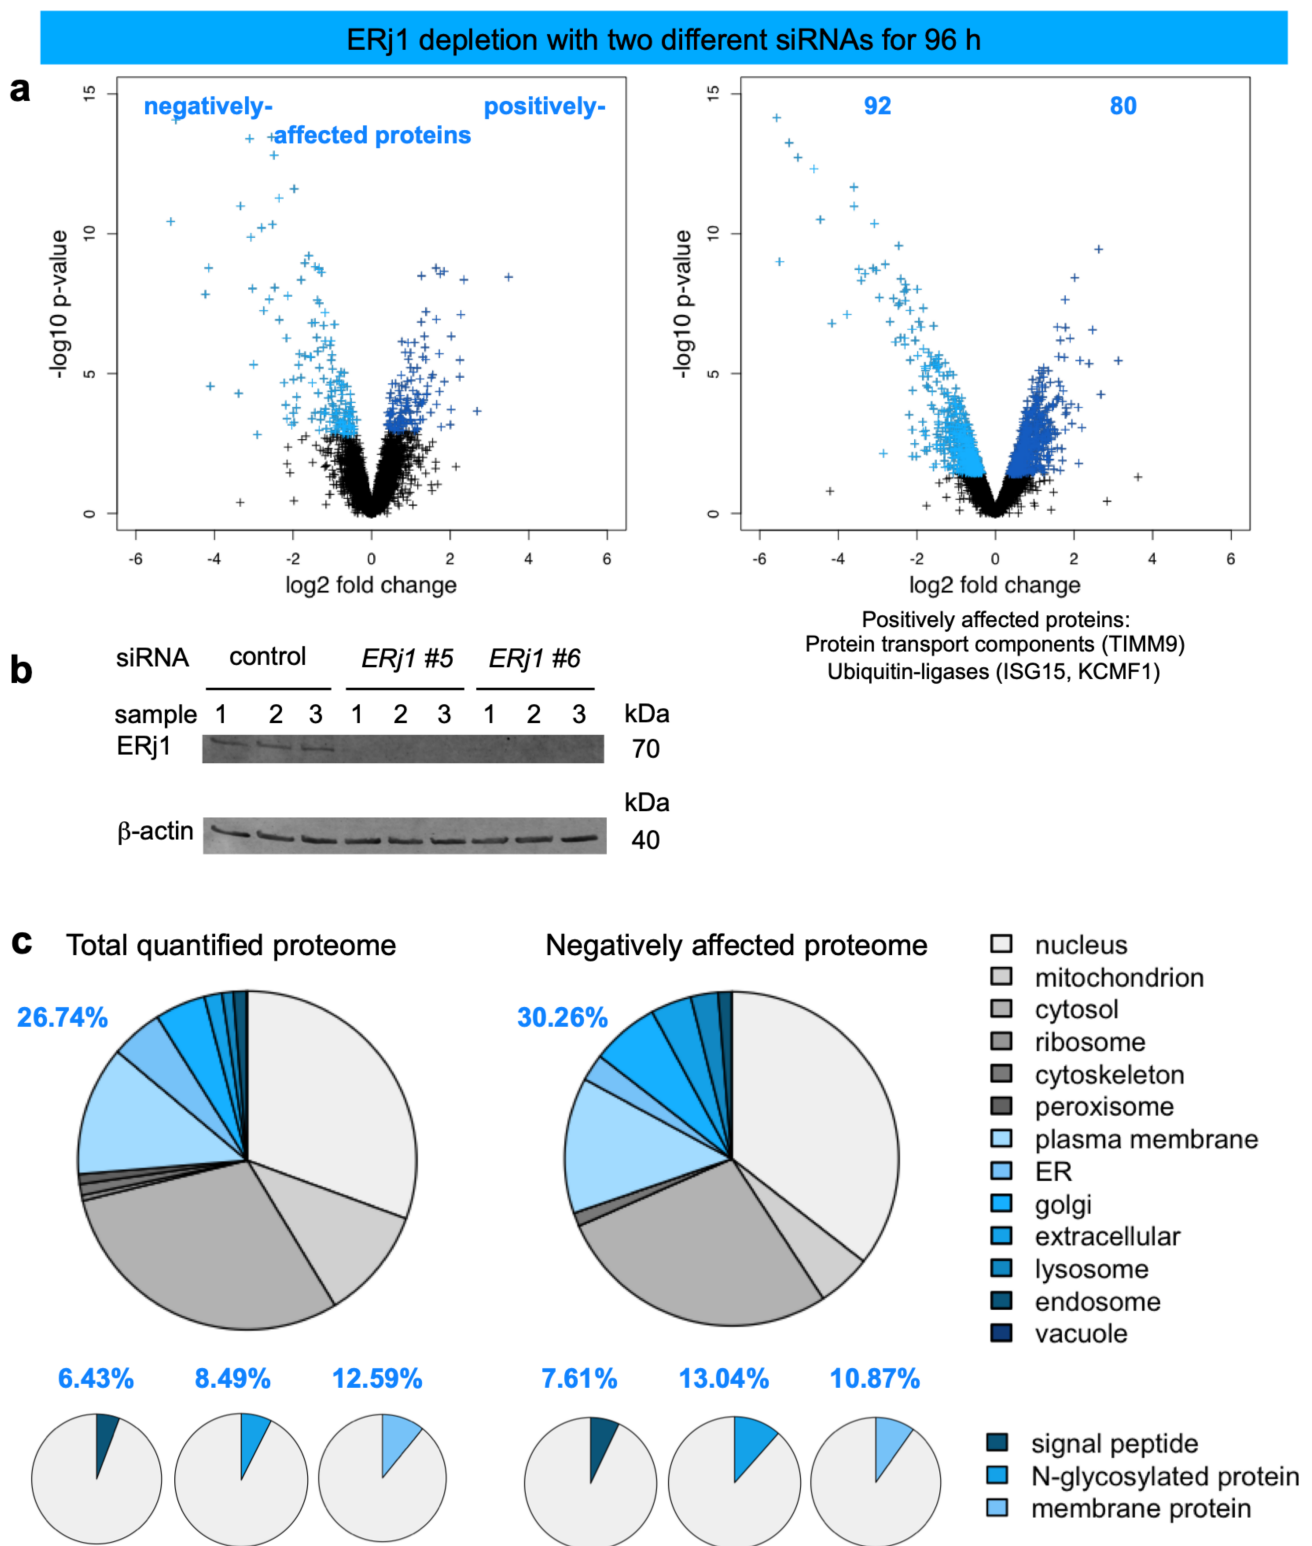 ERj1 depletion with two different siRNAs for 96 h
a
15
10
5
0
-log10 p-value
negatively-
positively-
affected proteins
-6 -4 -2 0 2 4 6
log2 fold change
15
10
5
0
-log10 p-value
92
80
-6 -4 -2 0 2 4 6
log2 fold change
Positively affected proteins:
Protein transport components (TIMM9)
Ubiquitin-ligases (ISG15, KCMF1)
b
siRNA control ERj1 #5 ERj1 #6
sample 1 2 3 1 2 3 1 2 3 kDa
ERj1 70
kDa
β-actin 40
c
Total quantified proteome
Negatively affected proteome
26.74%
30.26%
nucleus
mitochondrion
cytosol
ribosome
cytoskeleton
peroxisome
plasma membrane
ER
golgi
extracellular
lysosome
endosome
vacuole
6.43% 8.49% 12.59%
7.61% 13.04% 10.87%
signal peptide
N-glycosylated protein
membrane protein